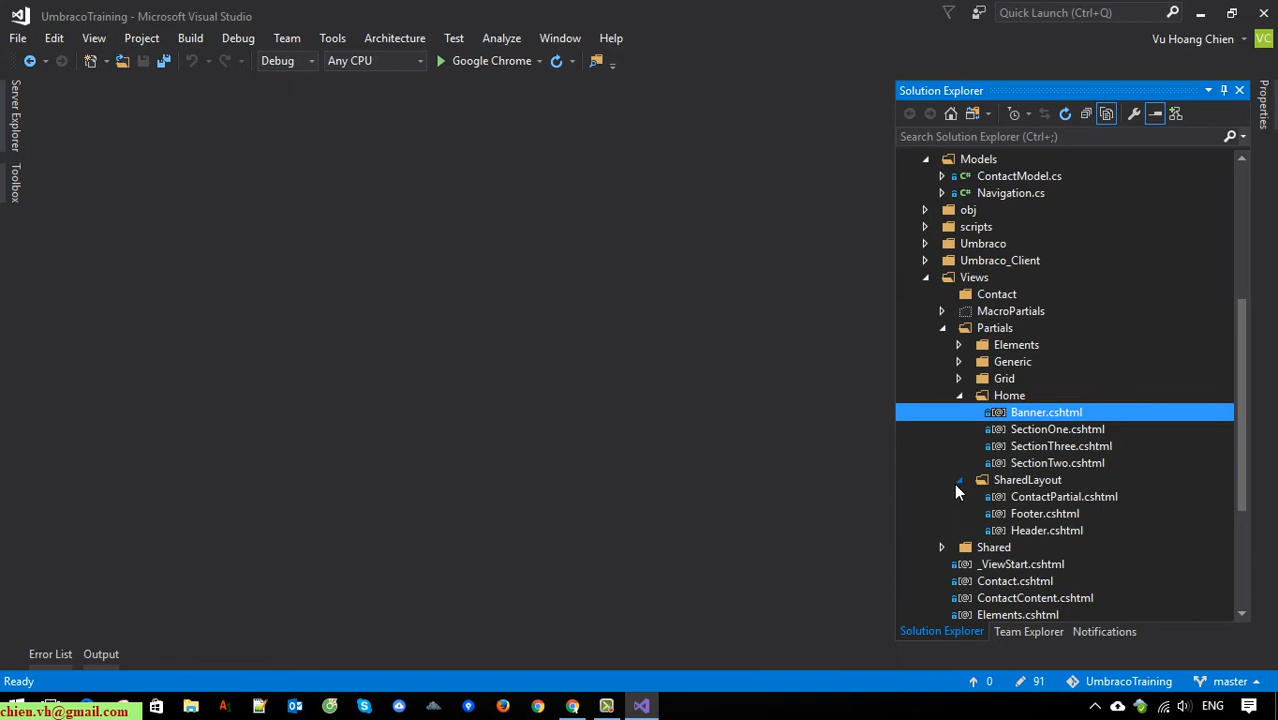 UmbracoTraining - Microsoft Visual Studio
Quick Launch (Ctrl+Q)
File Edit View Project Build Debug Team Tools Architecture Test Analyze Window Help
Vu Hoang Chien
VC
Debug
Any CPU
Google Chrome
Server Explorer
Toolbox
Solution Explorer
Properties
Search Solution Explorer (Ctrl+;)
Models
ContactModel.cs
Navigation.cs
obj
scripts
Umbraco
Umbraco_Client
Views
Contact
MacroPartials
Partials
Elements
Generic
Grid
Home
Banner.cshtml
SectionOne.cshtml
SectionThree.cshtml
SectionTwo.cshtml
SharedLayout
ContactPartial.cshtml
Footer.cshtml
Header.cshtml
Shared
_ViewStart.cshtml
Contact.cshtml
ContactContent.cshtml
Elements.cshtml
Solution Explorer Team Explorer Notifications
Error List Output
Ready
0
91
UmbracoTraining
master
chien.vh@gmail.com
ENG